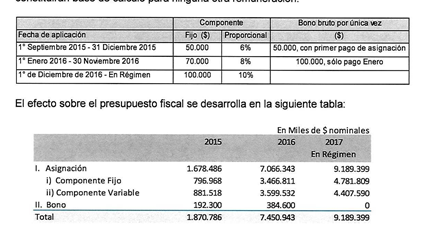 constituirán base de cálculo para ninguna otra remuneración.
Componente Bono bruto por única vez
Fecha de aplicación Fijo ($) Proporcional ($)
1° Septiembre 2015 - 31 Diciembre 2015 50.000 6% 50.000, con primer pago de asignación
1° Enero 2016 - 30 Noviembre 2016 70.000 8% 100.000, sólo pago Enero
1° de Diciembre de 2016 - En Régimen 100.000 10%
El efecto sobre el presupuesto fiscal se desarrolla en la siguiente tabla:
En Miles de $ nominales
2015 2016 2017
En Régimen
I. Asignación 1.678.486 7.066.343 9.189.399
i) Componente Fijo 796.968 3.466.811 4.781.809
ii) Componente Variable 881.518 3.599.532 4.407.590
II. Bono 192.300 384.600 0
Total 1.870.786 7.450.943 9.189.399